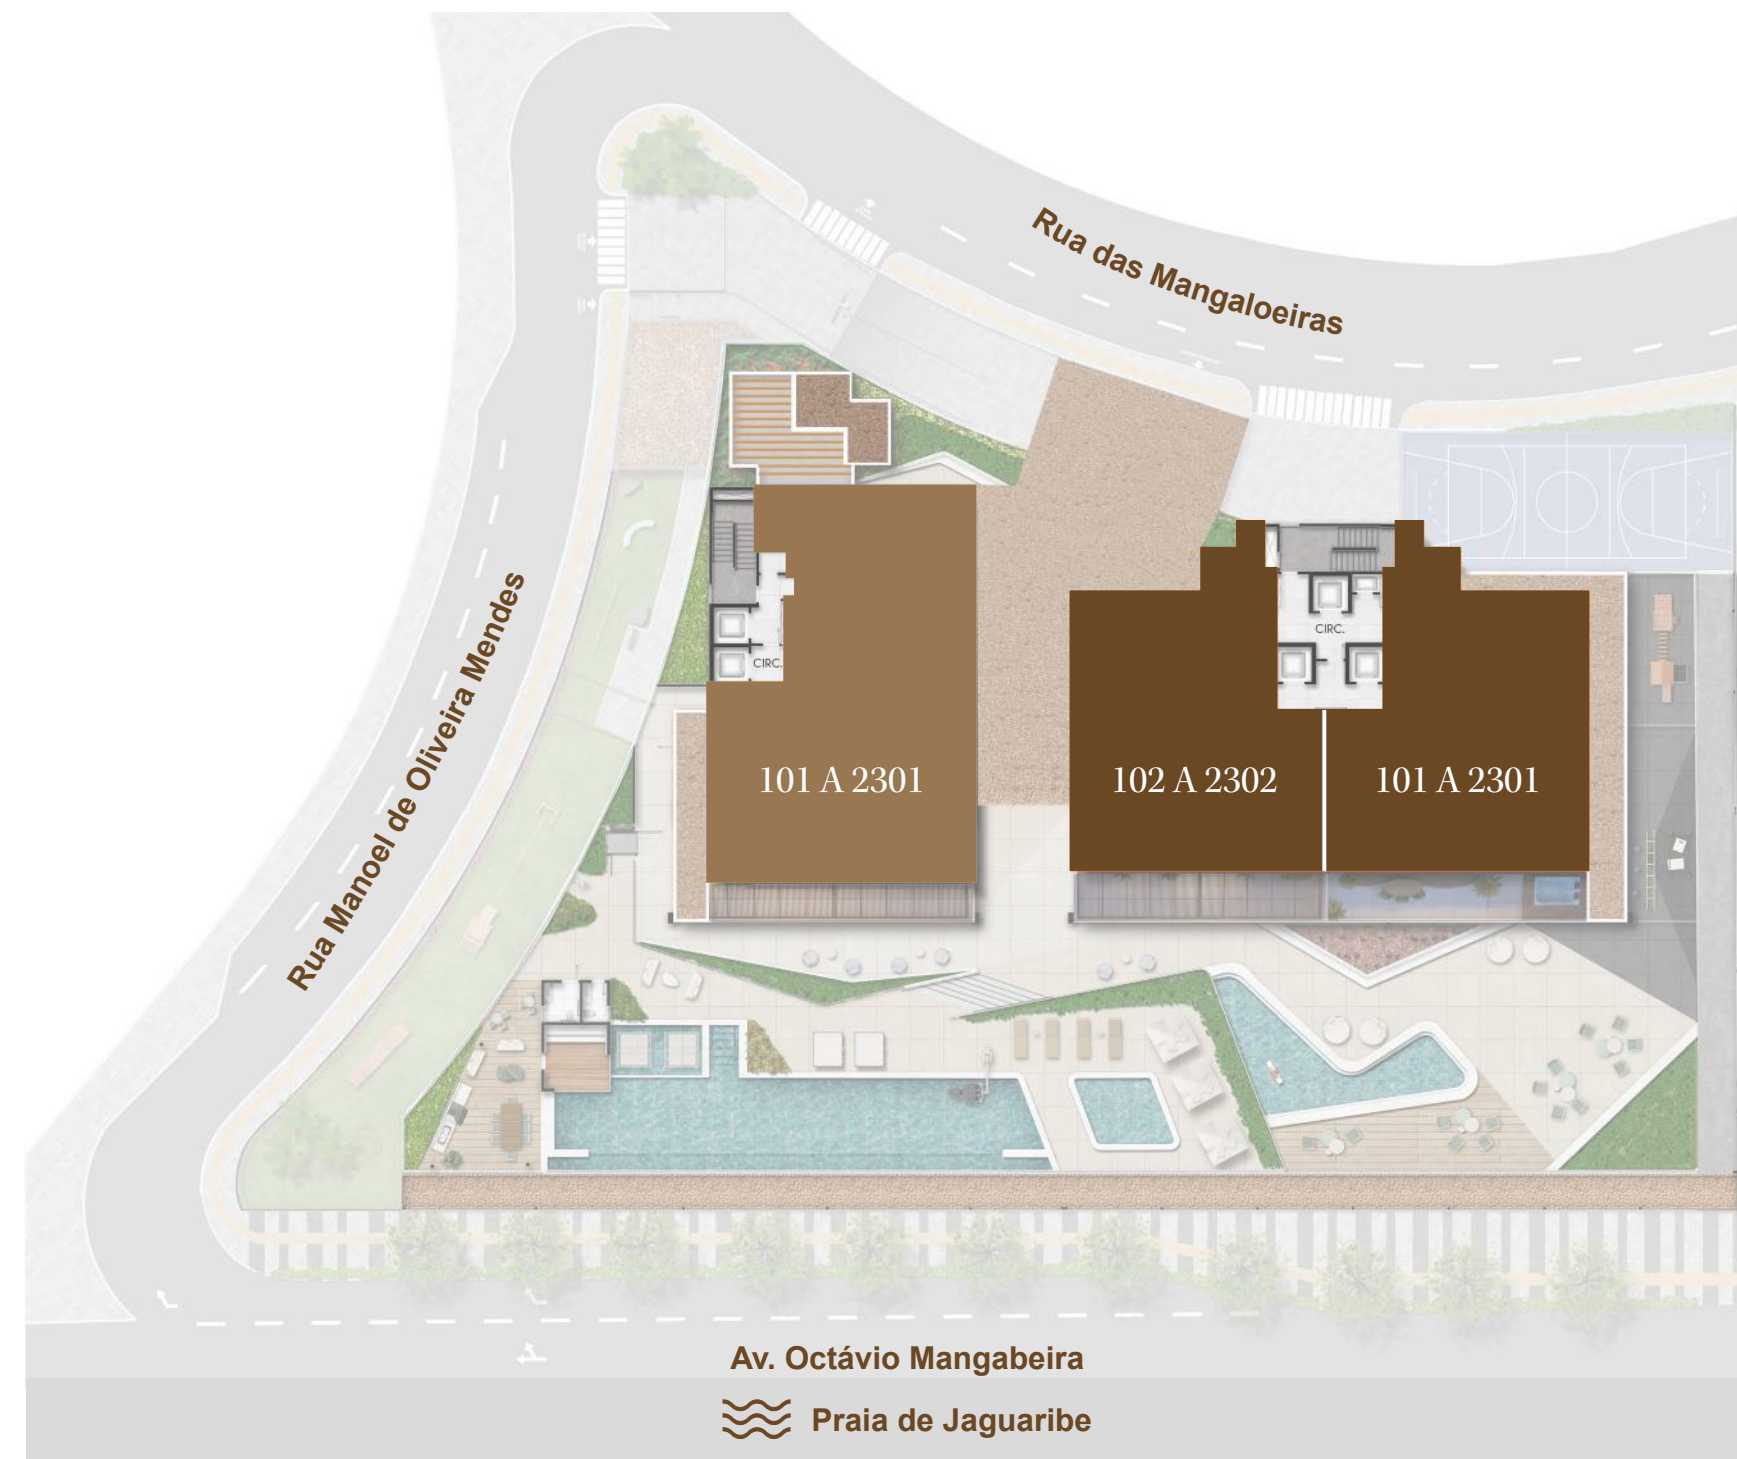 Rua das Mangaloeiras
Rua Manoel de Oliveira Mendes
CIRC.
CIRC.
101 A 2301
102 A 2302
101 A 2301
Av. Octávio Mangabeira
Praia de Jaguaribe